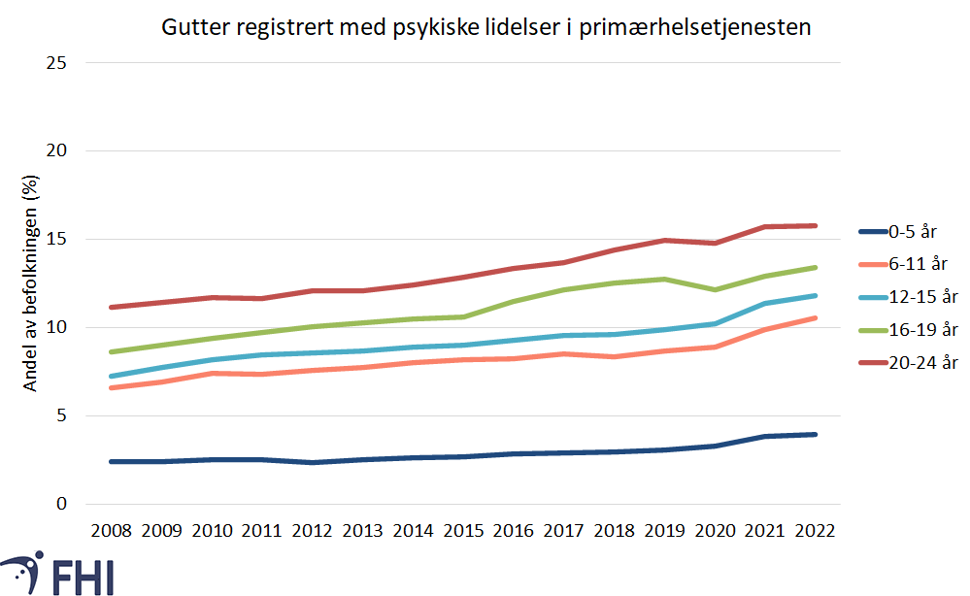 Gutter registrert med psykiske lidelser i primærhelsetjenesten
Andel av befolkningen (%)
25
20
15
10
5
0
2008 2009 2010 2011 2012 2013 2014 2015 2016 2017 2018 2019 2020 2021 2022
0-5 år
6-11 år
12-15 år
16-19 år
20-24 år
FHI